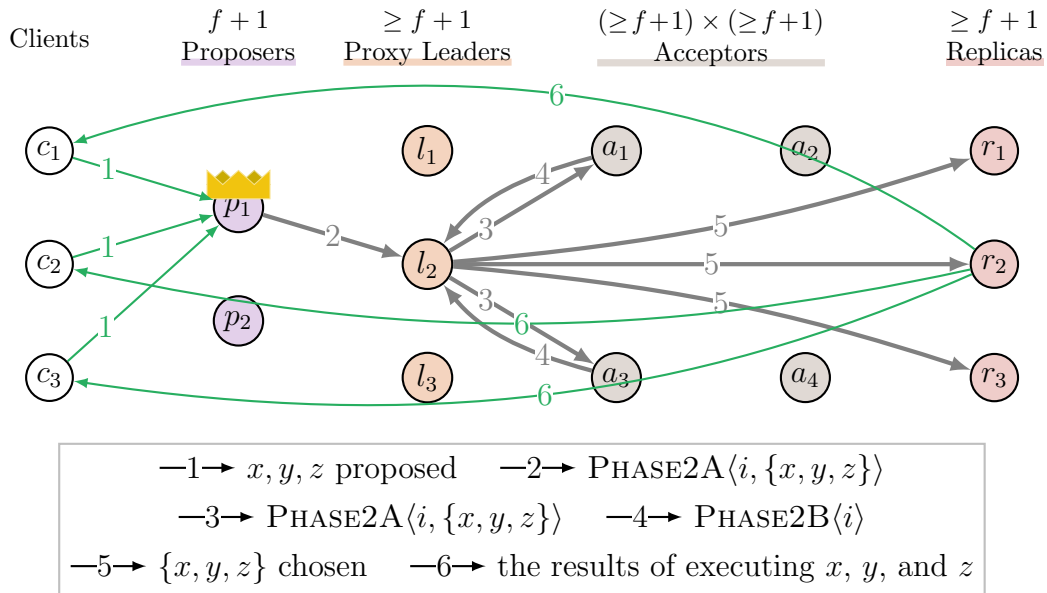 Clients
f + 1
Proposers
≥ f + 1
Proxy Leaders
(≥ f+1) × (≥ f+1)
Acceptors
≥ f + 1
Replicas
6
c₁ l₁ a₁ a₂ r₁
1 4
p₁
2 3 5
1
c₂ l₂ 5 r₂
3 5
1 p₂ 6
4
c₃ l₃ a₃ a₄ r₃
6
—1→ x, y, z proposed —2→ PHASE2A⟨i, {x, y, z}⟩
—3→ PHASE2A⟨i, {x, y, z}⟩ —4→ PHASE2B⟨i⟩
—5→ {x, y, z} chosen —6→ the results of executing x, y, and z